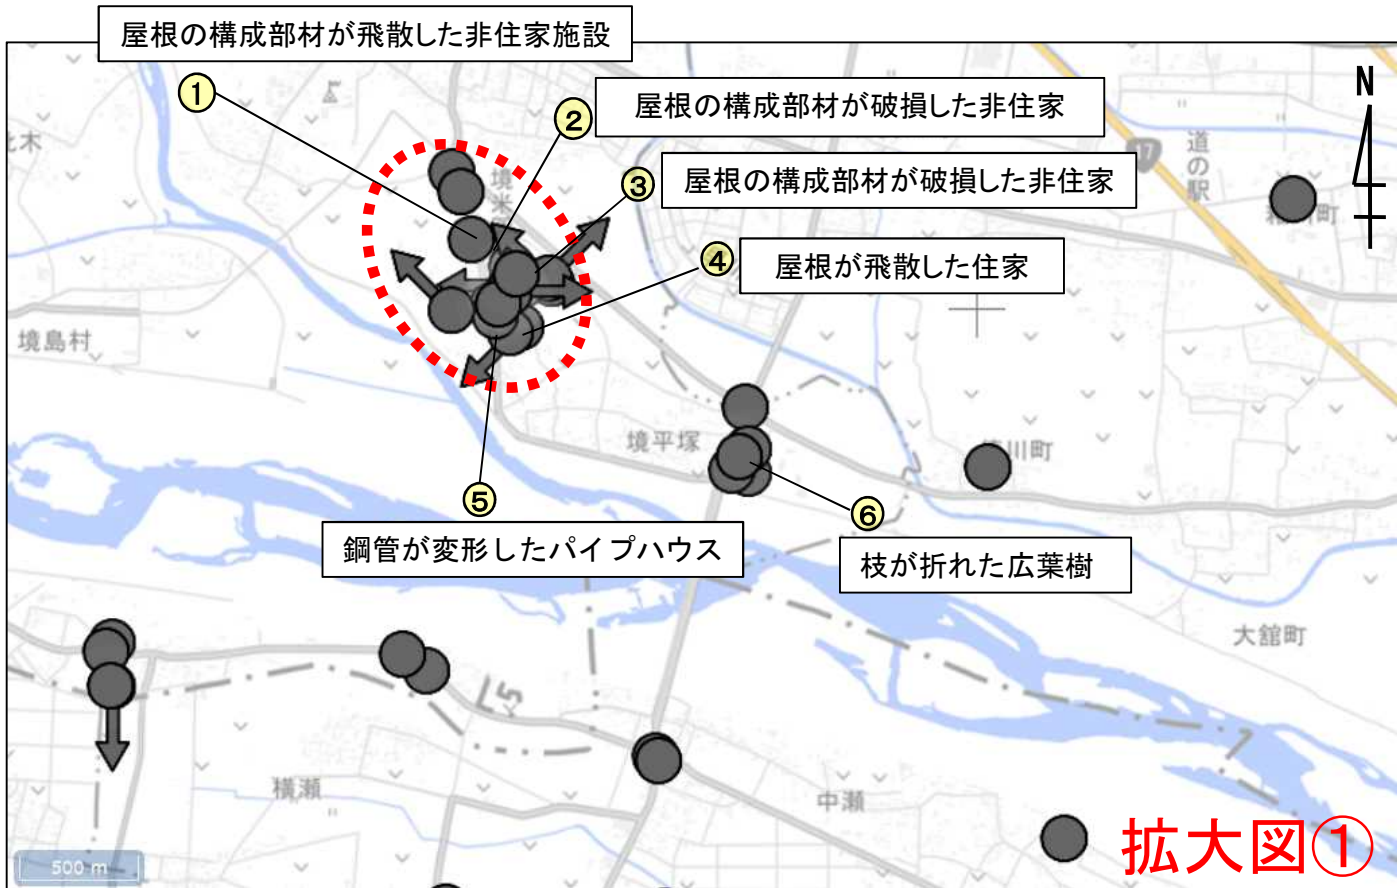 屋根の構成部材が飛散した非住家施設
①
②
屋根の構成部材が破損した非住家
③
屋根の構成部材が破損した非住家
④
屋根が飛散した住家
N
17
道の駅
境米
境島村
境平塚
川町
⑤
鋼管が変形したパイプハウス
⑥
枝が折れた広葉樹
大舘町
横瀬
中瀬
500 m
拡大図①